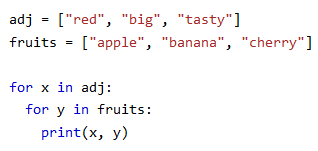 adj = ["red", "big", "tasty"]
fruits = ["apple", "banana", "cherry"]

for x in adj:
  for y in fruits:
    print(x, y)